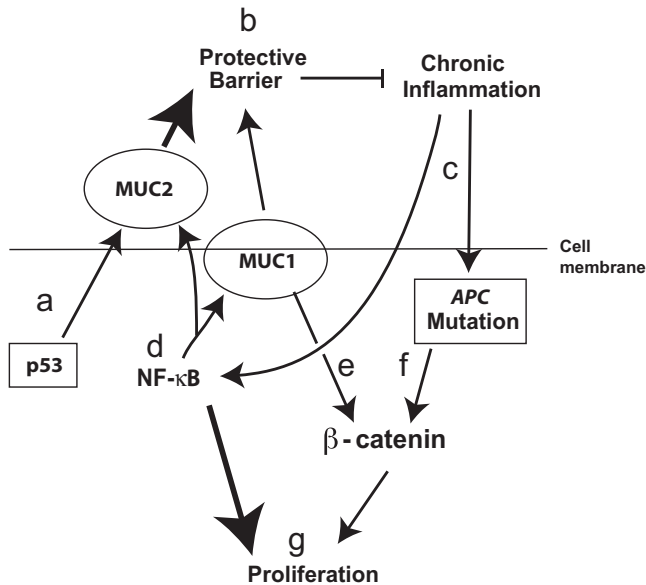 b
Protective
Barrier
Chronic
Inflammation
c
MUC2
MUC1
Cell
membrane
a
APC
Mutation
p53
d
NF-κB
e
f
β-catenin
g
Proliferation